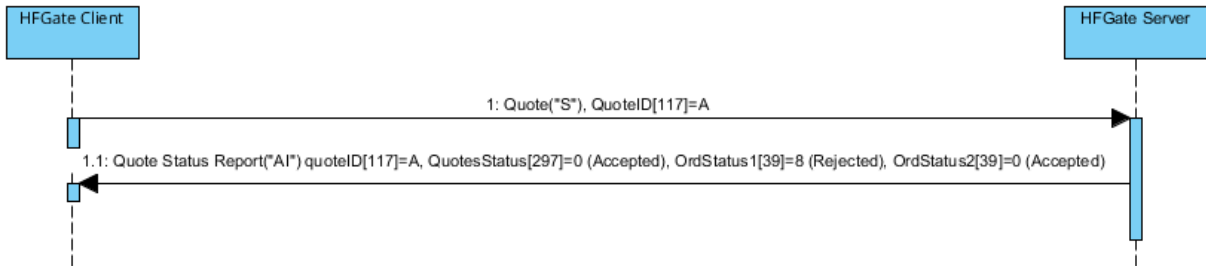 HFGate Client
HFGate Server
1: Quote("S"), QuoteID[117]=A
1.1: Quote Status Report("AI") quoteID[117]=A, QuotesStatus[297]=0 (Accepted), OrdStatus1[39]=8 (Rejected), OrdStatus2[39]=0 (Accepted)